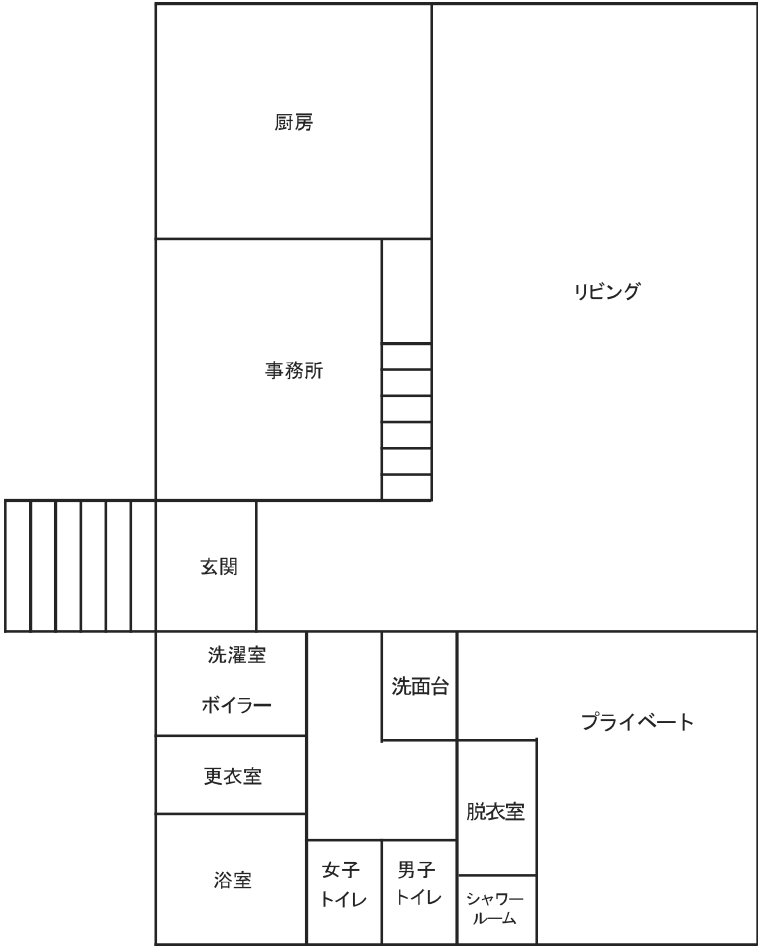 厨房
リビング
事務所
玄関
洗濯室
ボイラー
洗面台
プライベート
更衣室
脱衣室
浴室
女子
トイレ
男子
トイレ
シャワー
ルーム